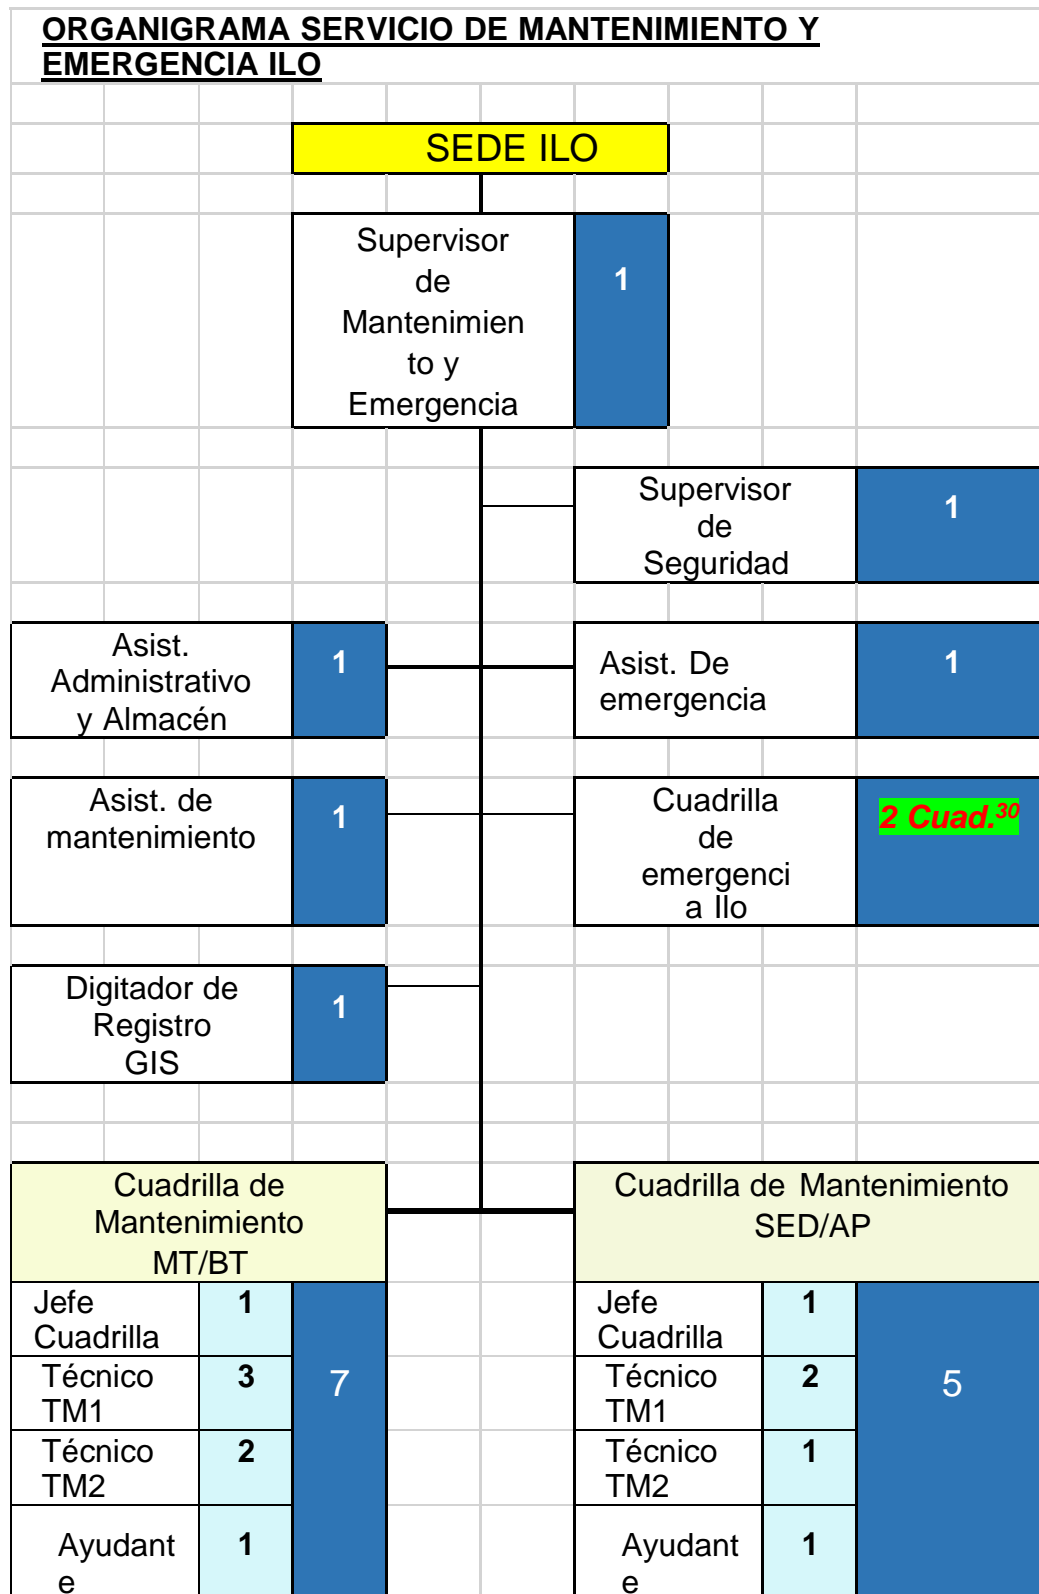 ORGANIGRAMA SERVICIO DE MANTENIMIENTO Y
EMERGENCIA ILO
SEDE ILO
Supervisor
de
Mantenimien
to y
Emergencia
1
Supervisor
de
Seguridad
1
Asist.
Administrativo
y Almacén
1
Asist. De
emergencia
1
Asist. de
mantenimiento
1
Cuadrilla
de
emergenci
a Ilo
2 Cuad.30
Digitador de
Registro
GIS
1
Cuadrilla de
Mantenimiento
MT/BT
Jefe
Cuadrilla
1
Técnico
TM1
3
7
Técnico
TM2
2
Ayudant
e
1
Cuadrilla de Mantenimiento
SED/AP
Jefe
Cuadrilla
1
Técnico
TM1
2
5
Técnico
TM2
1
Ayudant
e
1